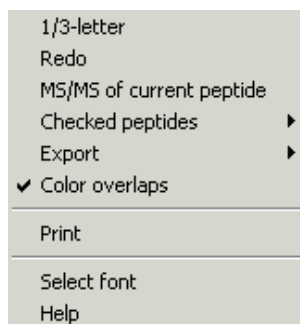 1/3-letter
Redo
MS/MS of current peptide
Checked peptides
Export
Color overlaps
Print
Select font
Help